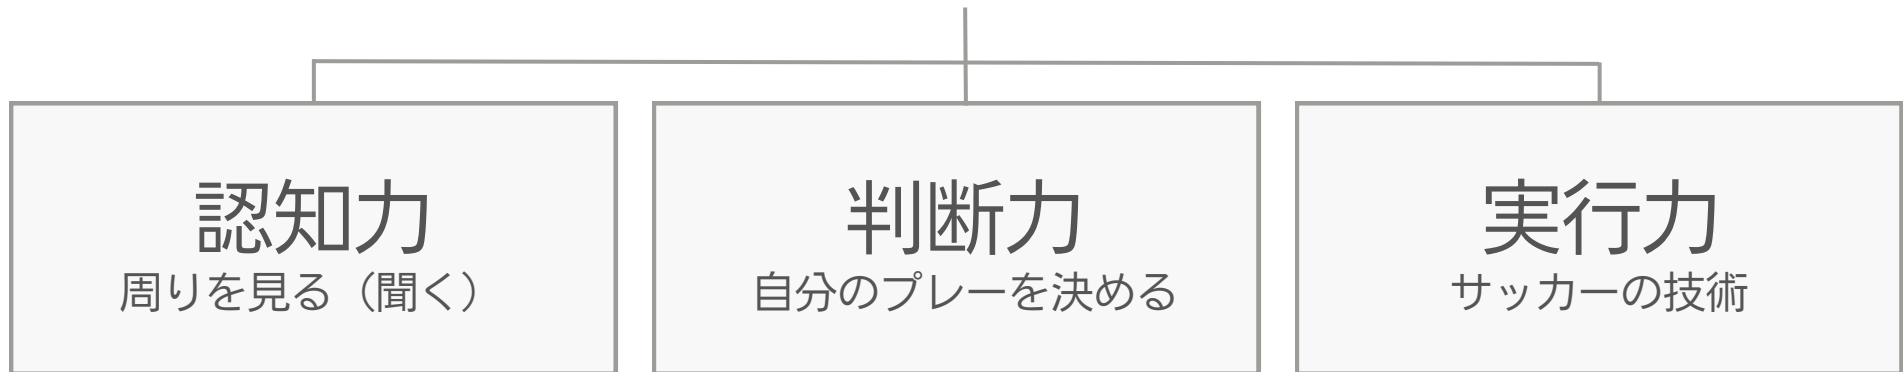 認知力
周りを見る（聞く）
判断力
自分のプレーを決める
実行力
サッカーの技術